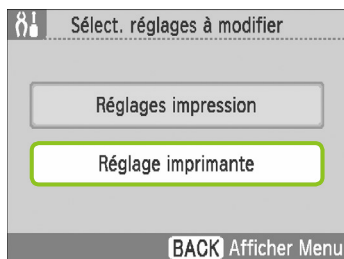 Sélect. réglages à modifier
Réglages impression
Réglage imprimante
BACK Afficher Menu